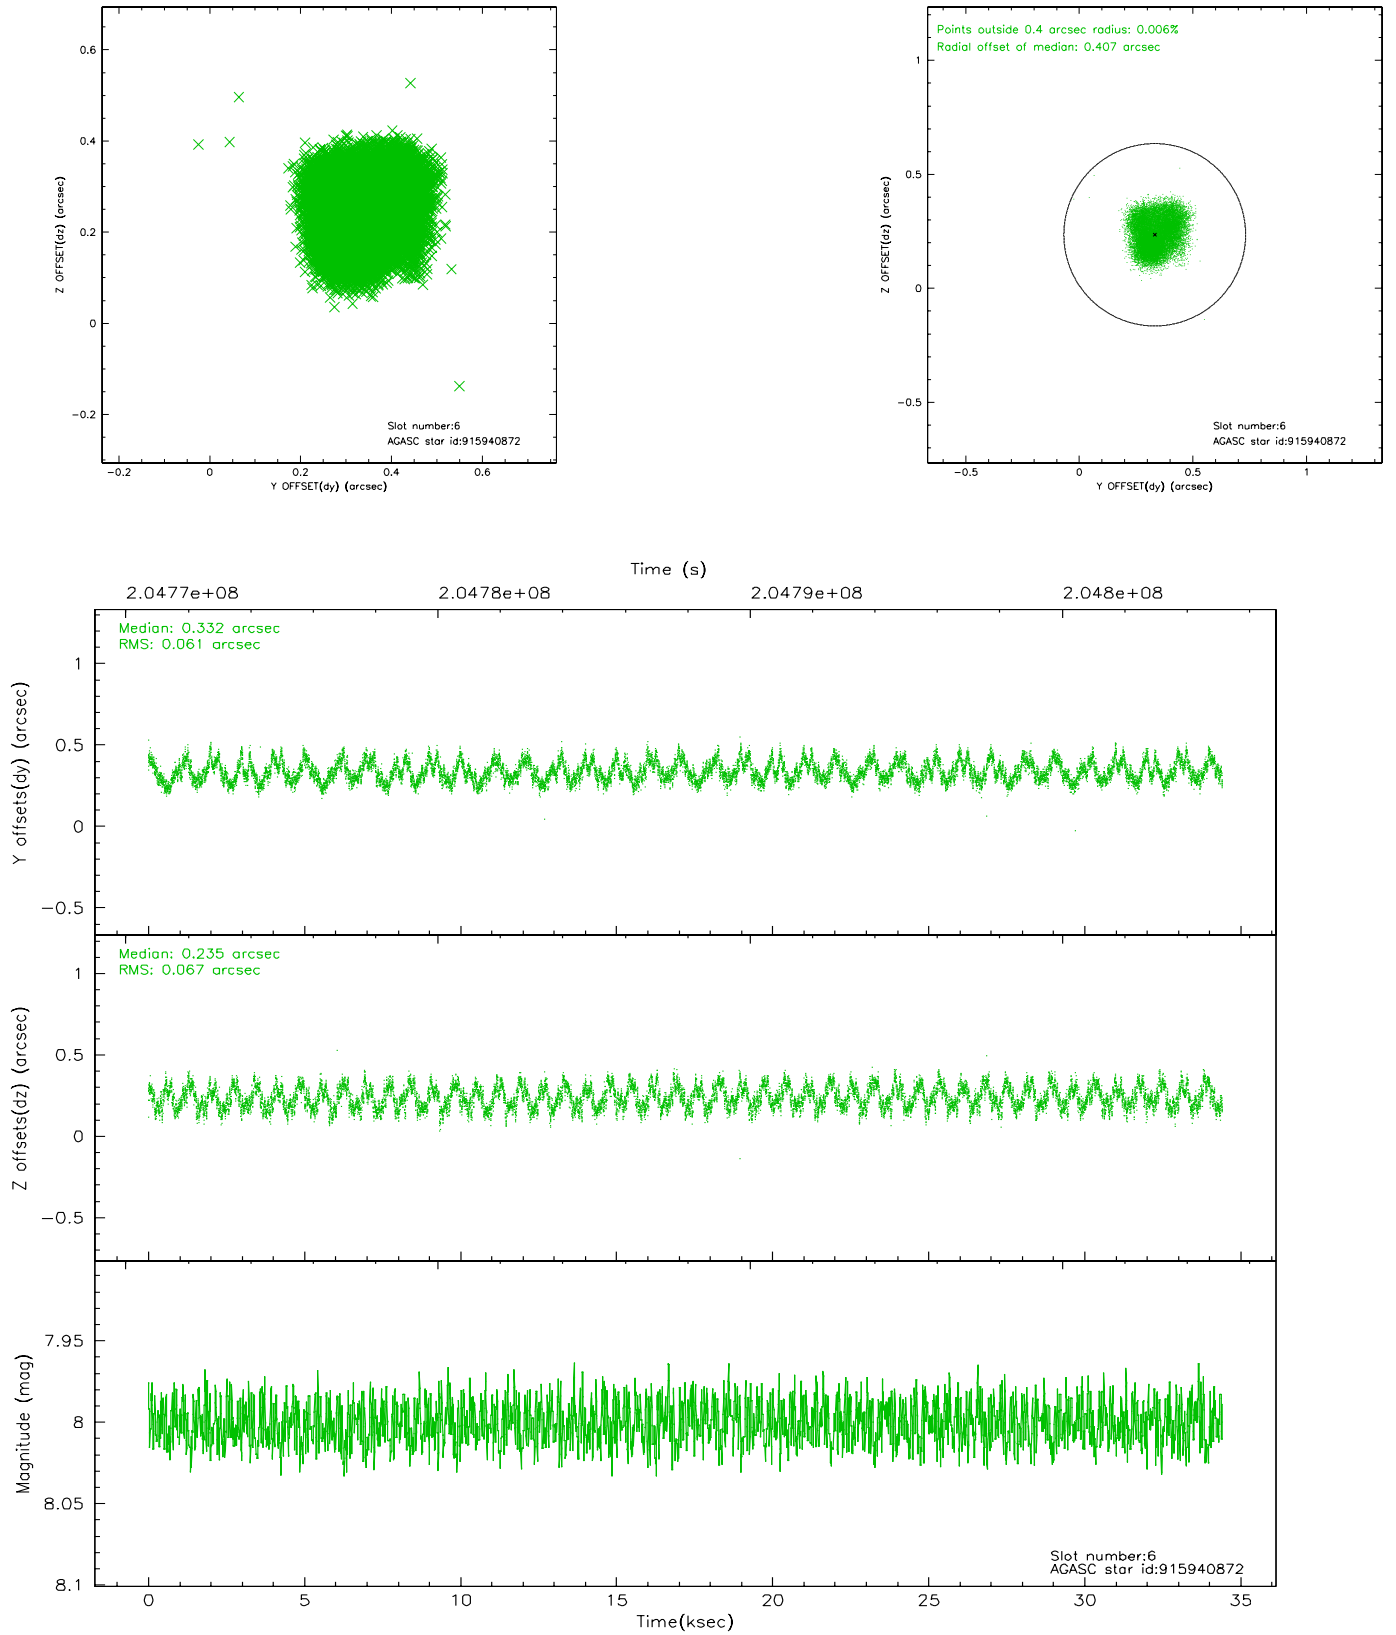 0.6
0.4
0.2
0
−0.2
Z OFFSET(dz) (arcsec)
Slot number:6
AGASC star id:915940872
−0.2 0 0.2 0.4 0.6
Y OFFSET(dy) (arcsec)
Points outside 0.4 arcsec radius: 0.006%
Radial offset of median: 0.407 arcsec
1
0.5
0
−0.5
Z OFFSET(dz) (arcsec)
Slot number:6
AGASC star id:915940872
−0.5 0 0.5 1
Y OFFSET(dy) (arcsec)
Time (s)
2.0477e+08 2.0478e+08 2.0479e+08 2.048e+08
Median: 0.332 arcsec
RMS: 0.061 arcsec
1
0.5
0
−0.5
Y offsets(dy) (arcsec)
Median: 0.235 arcsec
RMS: 0.067 arcsec
1
0.5
0
−0.5
Z offsets(dz) (arcsec)
7.95
8
8.05
8.1
Magnitude (mag)
Slot number:6
AGASC star id:915940872
0 5 10 15 20 25 30 35
Time(ksec)